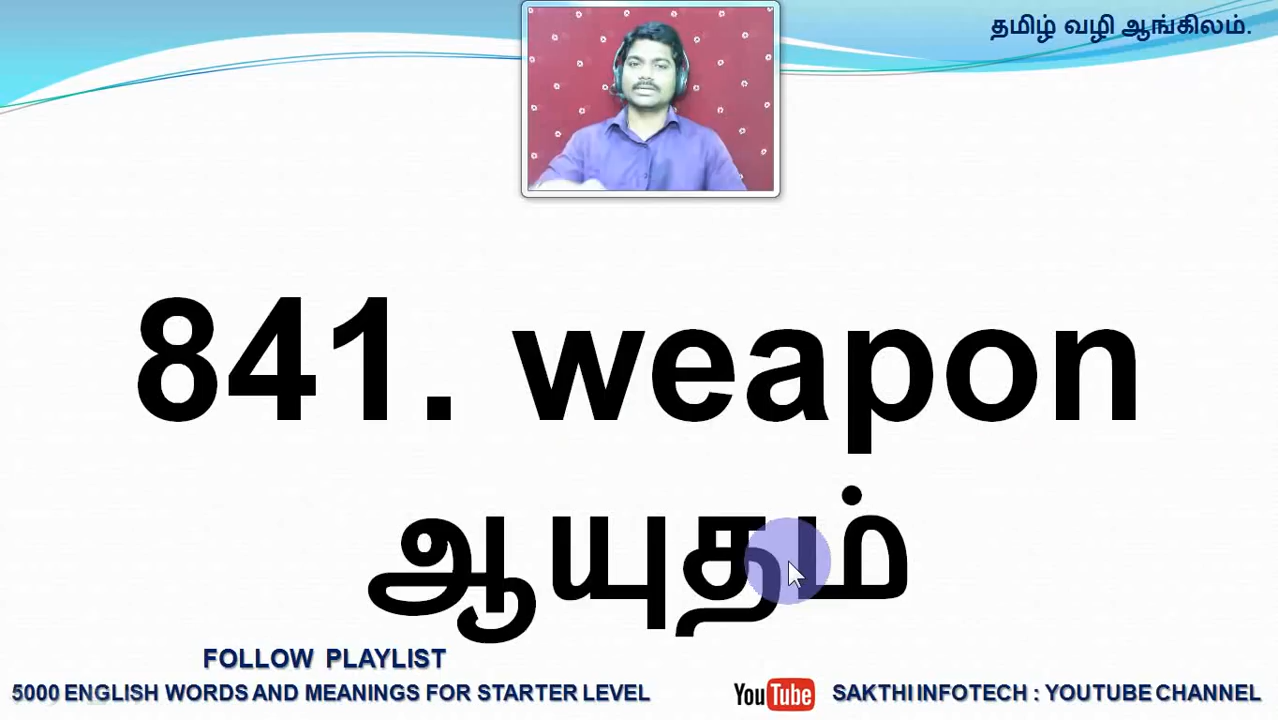 தமிழ் வழி ஆங்கிலம்.
841. weapon
ஆயுதம்
FOLLOW PLAYLIST
5000 ENGLISH WORDS AND MEANINGS FOR STARTER LEVEL
YouTube SAKTHI INFOTECH : YOUTUBE CHANNEL